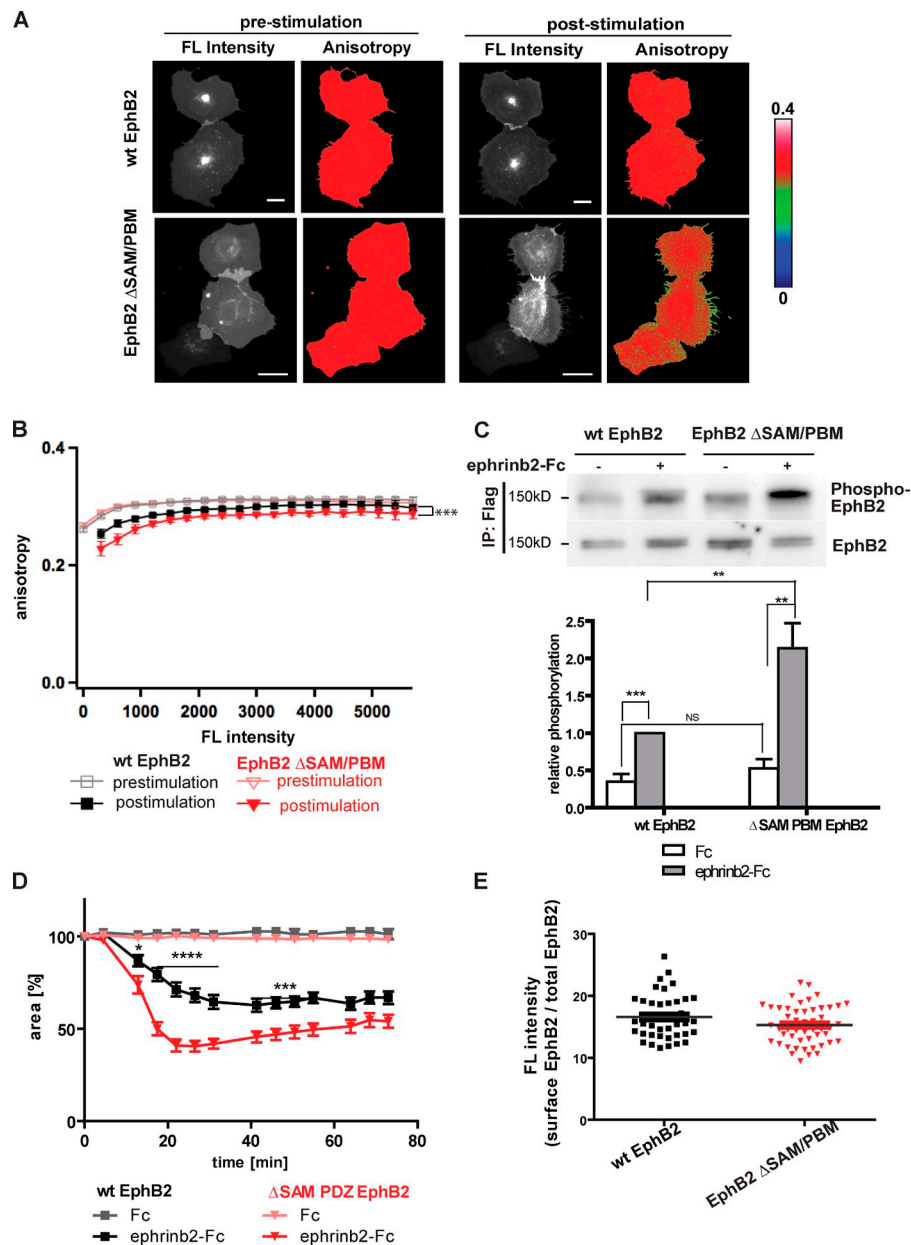 A
pre-stimulation
post-stimulation
FL Intensity
Anisotropy
FL Intensity
Anisotropy
wt EphB2
EphB2 ΔSAM/PBM
0.4
0
B
0.4
0.2
0.0
anisotropy
0 1000 2000 3000 4000 5000
FL intensity
***
wt EphB2
EphB2 ΔSAM/PBM
prestimulation
prestimulation
postimulation
postimulation
C
wt EphB2
EphB2 ΔSAM/PBM
ephrinb2-Fc - + - +
IP: Flag
150kD
Phospho-
EphB2
150kD
EphB2
**
**
***
NS
2.5
2.0
1.5
1.0
0.5
0.0
relative phosphorylation
wt EphB2
ΔSAM PBM EphB2
Fc
ephrinb2-Fc
D
100
50
0
area [%]
*
****
***
0 20 40 60 80
time [min]
wt EphB2
ΔSAM PDZ EphB2
Fc
Fc
ephrinb2-Fc
ephrinb2-Fc
E
30
20
10
0
FL intensity
(surface EphB2 / total EphB2)
wt EphB2
EphB2 ΔSAM/PBM